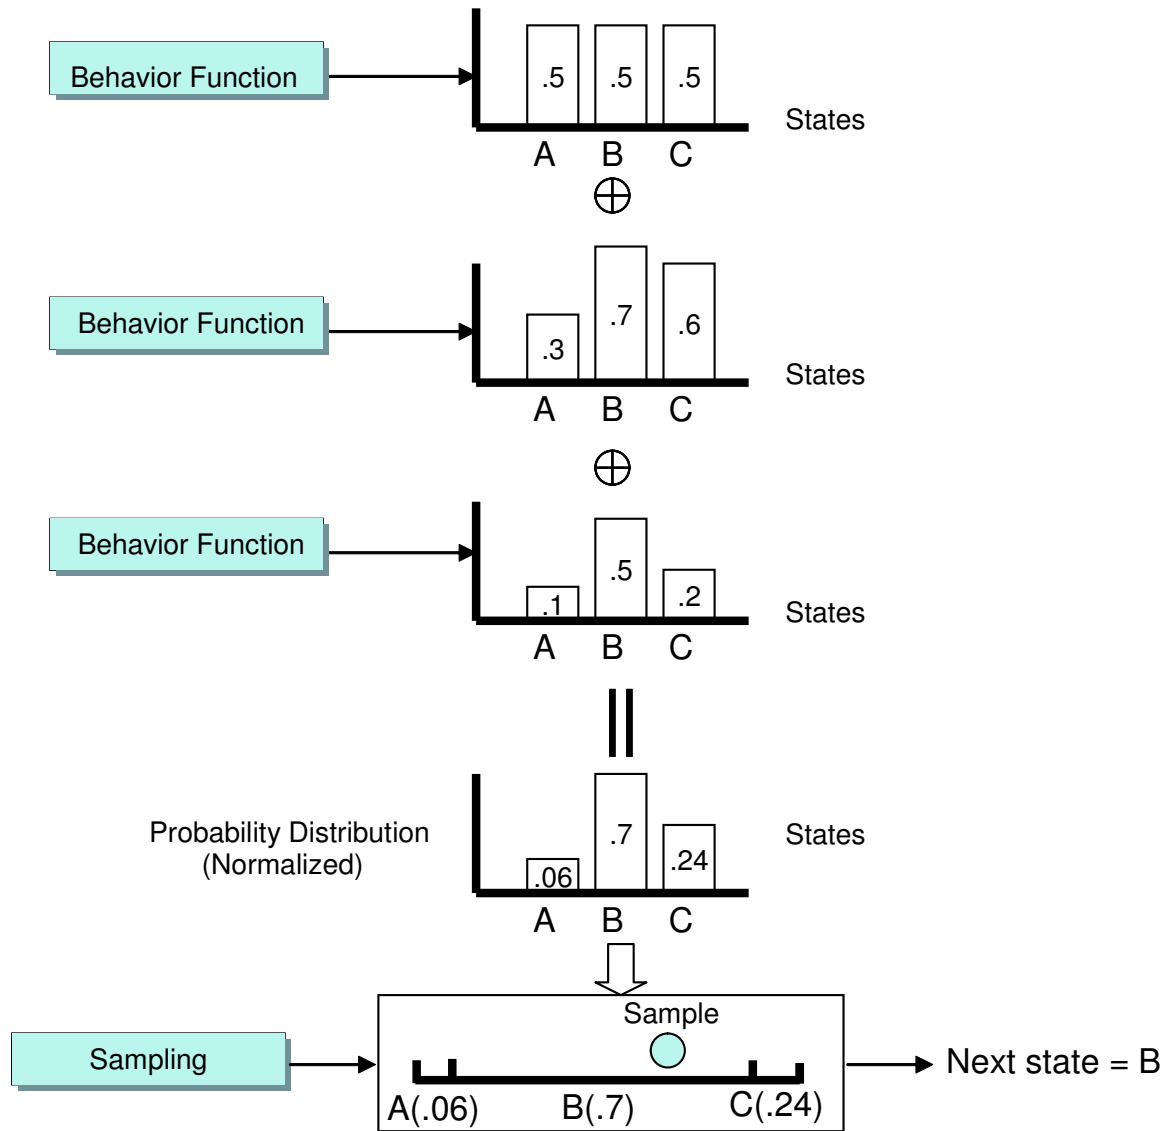 Behavior Function
.5 .5 .5
States
A B C
Behavior Function
.3 .7 .6
States
A B C
Behavior Function
.1 .5 .2
States
A B C
Probability Distribution
(Normalized)
.06 .7 .24
States
A B C
Sample
Sampling
A(.06) B(.7) C(.24)
Next state = B